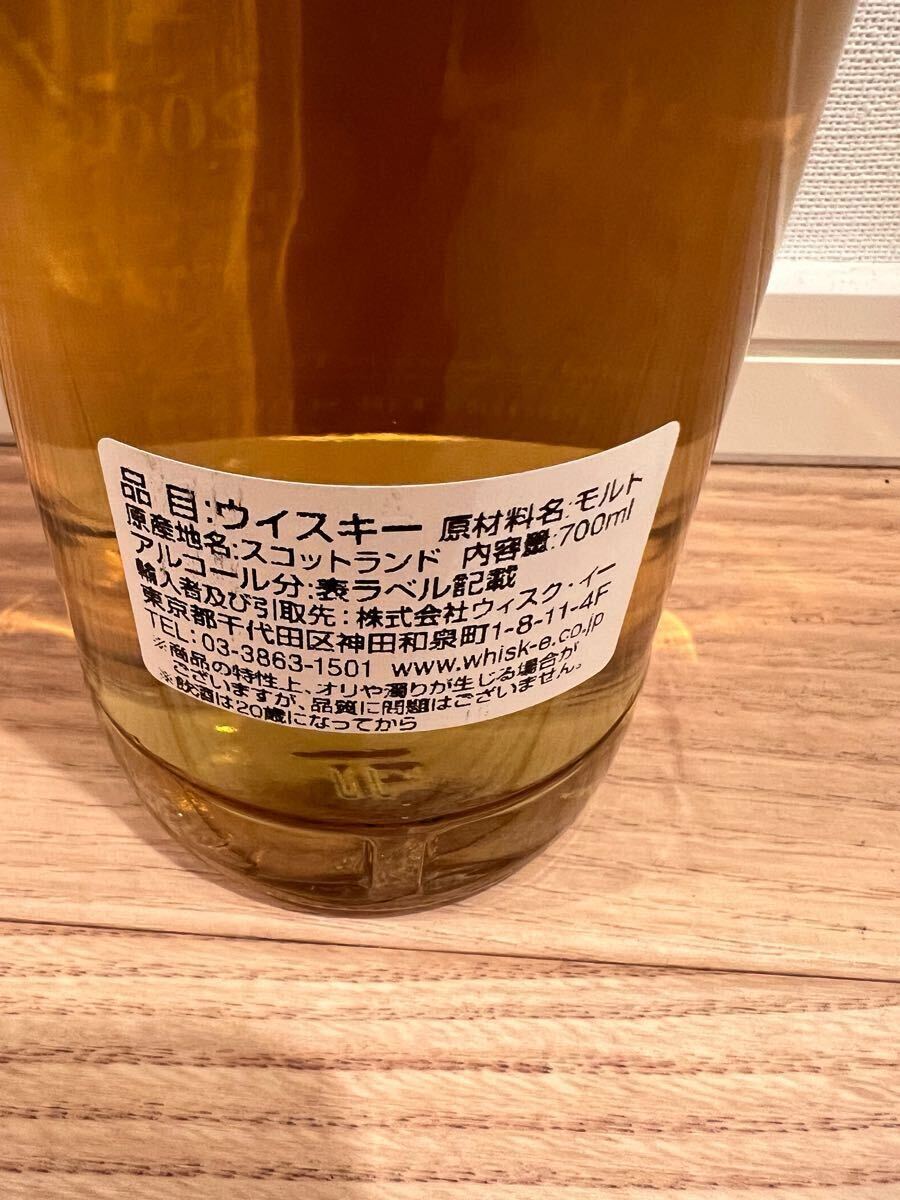 品 目:ウイスキー 原材料名:モルト
原産地名:スコットランド 内容量:700ml
アルコール分:表ラベル記載
輸入者及び引取先:株式会社ウィスク・イー
東京都千代田区神田和泉町1-8-11-4F
TEL:03-3863-1501 www.whisk-e.co.jp
※商品の特性上、オリや濁りが生じる場合が
ございますが、品質に問題はございません。
※飲酒は20歳になってから